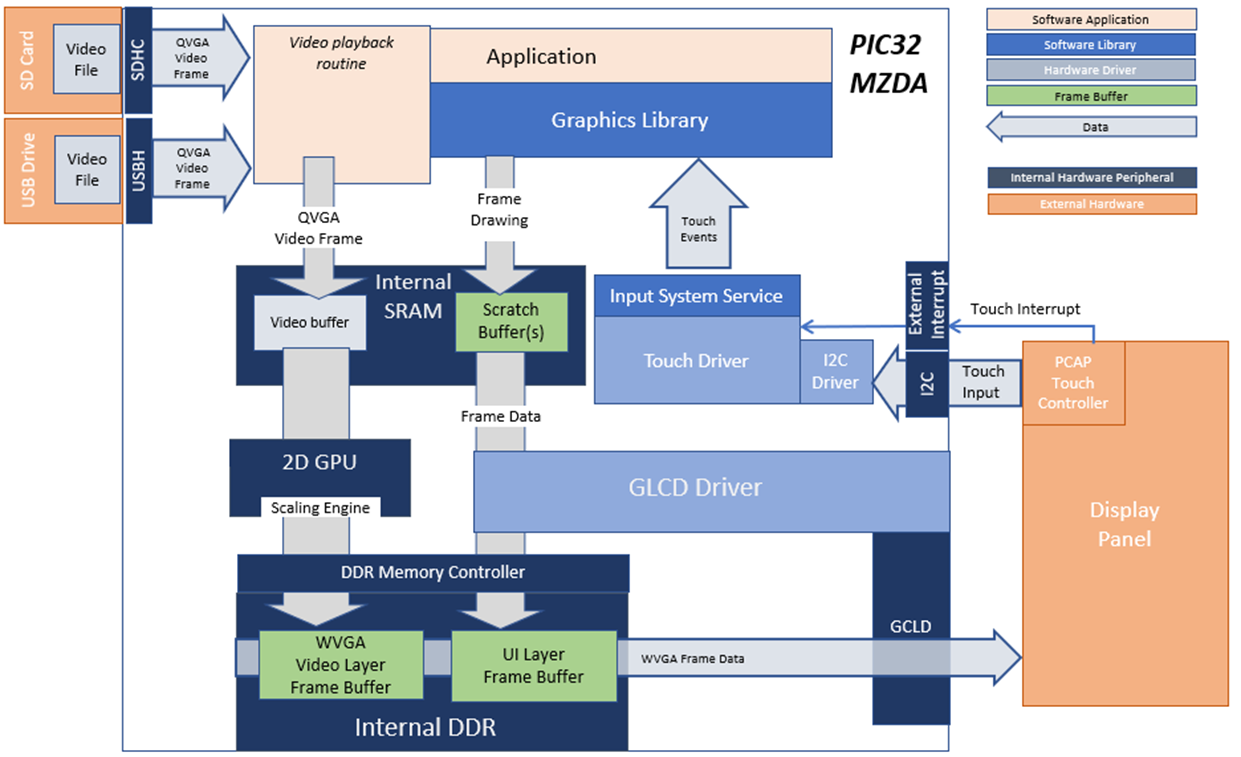 SD Card
Video
File
SDHC
QVGA
Video
Frame
USB Drive
Video
File
USBH
QVGA
Video
Frame
Video playback
routine
Application
Graphics Library
PIC32
MZDA
Software Application
Software Library
Hardware Driver
Frame Buffer
Data
Internal Hardware Peripheral
External Hardware
QVGA
Video Frame
Frame
Drawing
Touch
Events
Internal
SRAM
Video buffer
Scratch
Buffer(s)
Input System Service
Touch Driver
I2C
Driver
External
Interrupt
I2C
Touch Interrupt
Touch
Input
PCAP
Touch
Controller
Display
Panel
Frame Data
2D GPU
Scaling Engine
GLCD Driver
DDR Memory Controller
WVGA
Video Layer
Frame Buffer
UI Layer
Frame Buffer
WVGA Frame Data
GCLD
Internal DDR